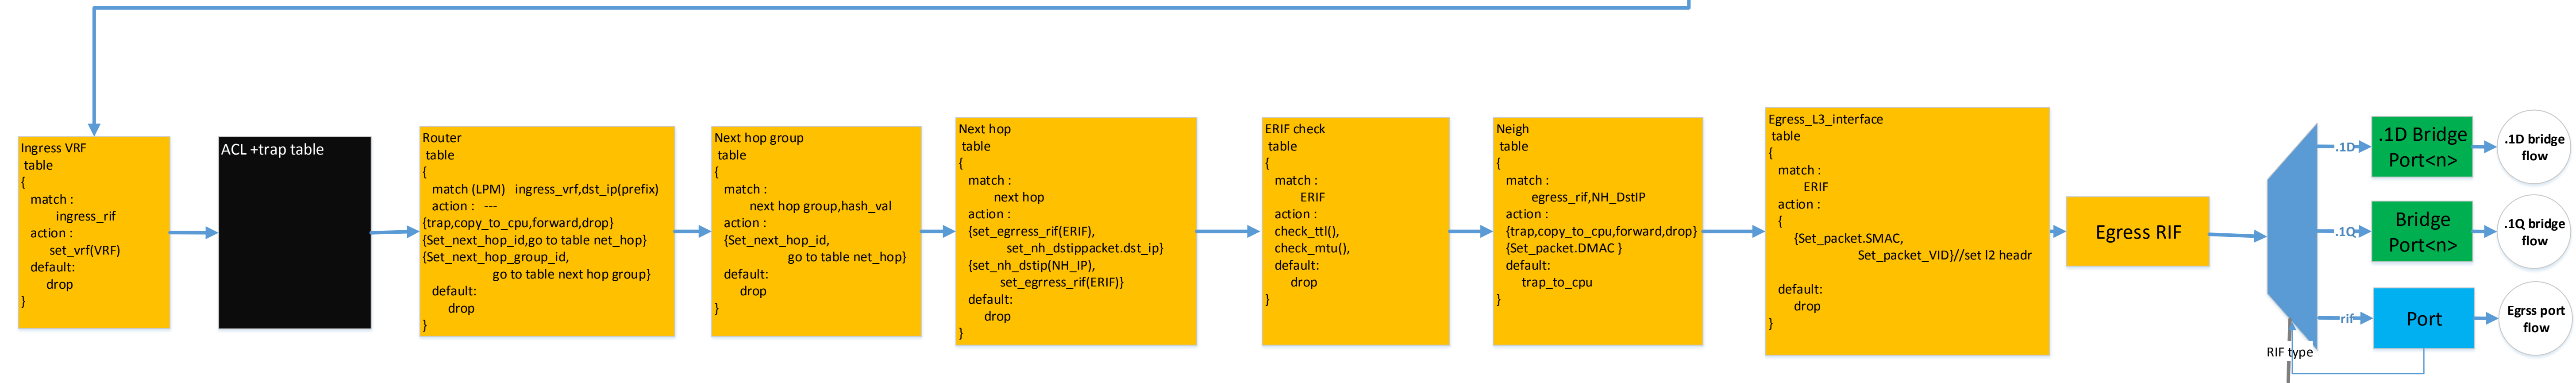 Ingress VRF
table
{
match :
ingress_rif
action :
set_vrf(VRF)
default:
drop
}
ACL +trap table
Router
table
{
match (LPM)   ingress_vrf,dst_ip(prefix)
action :   ---
{trap,copy_to_cpu,forward,drop}
{Set_next_hop_id,go to table net_hop}
{Set_next_hop_group_id,
go to table next hop group}
default:
drop
}
Next hop group
table
{
match :
next hop group,hash_val
action :
{Set_next_hop_id,
go to table net_hop}
default:
drop
}
Next hop
table
{
match :
next hop
action :
{set_egrress_rif(ERIF),
set_nh_dstippacket.dst_ip}
{set_nh_dstip(NH_IP),
set_egrress_rif(ERIF)}
default:
drop
}
ERIF check
table
{
match :
ERIF
action :
check_ttl(),
check_mtu(),
default:
drop
}
Neigh
table
{
match :
egress_rif,NH_DstIP
action :
{trap,copy_to_cpu,forward,drop}
{Set_packet.DMAC }
default:
trap_to_cpu
}
Egress_L3_interface
table
{
match :
ERIF
action :
{
{Set_packet.SMAC,
Set_packet_VID}//set l2 headr
default:
drop
}
Egress RIF
RIF type
.1D
.1D Bridge
Port<n>
.1D bridge
flow
.1Q
Bridge
Port<n>
.1Q bridge
flow
rif
Port
Egrss port
flow